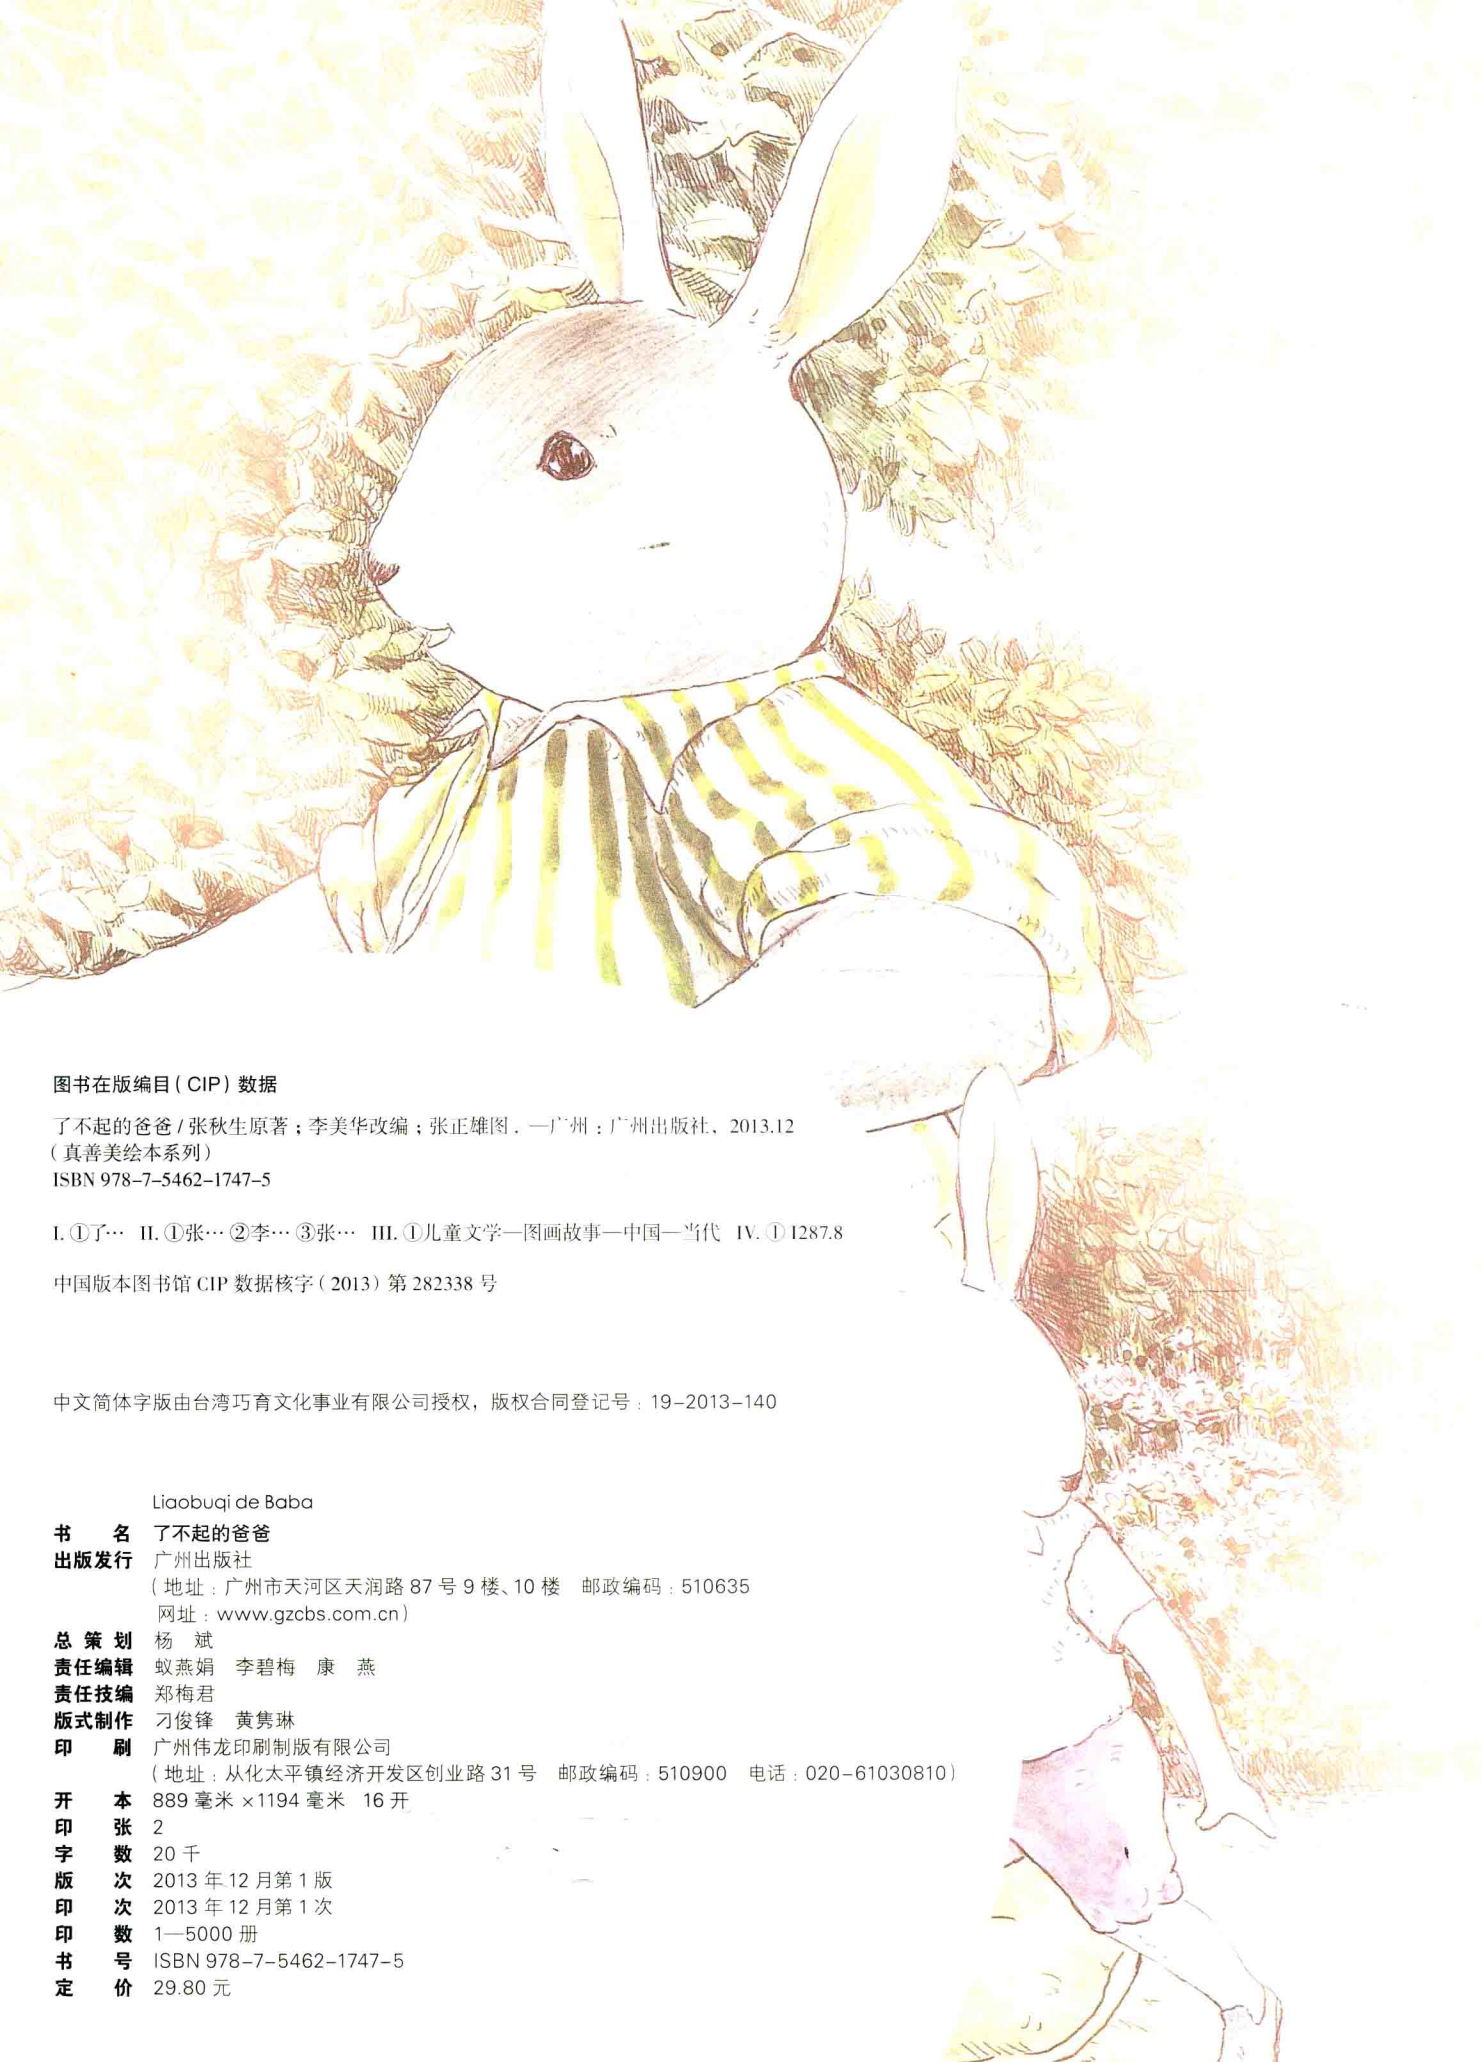 图书在版编目(CIP)数据
了不起的爸爸/张秋生原著;李美华改编;张正雄图.—广州:广州出版社,2013.12
(真善美绘本系列)
ISBN 978-7-5462-1747-5
I.①了… II.①张…②李…③张… III.①儿童文学—图画故事—中国—当代 IV.①I287.8
中国版本图书馆CIP数据核字(2013)第282338号
中文简体字版由台湾巧育文化事业有限公司授权,版权合同登记号:19-2013-140
Liaobuqi de Baba
书 名 了不起的爸爸
出版发行 广州出版社
(地址:广州市天河区天润路87号9楼、10楼 邮政编码:510635
网址:www.gzcbs.com.cn)
总 策 划 杨 斌
责任编辑 蚁燕娟 李碧梅 康 燕
责任技编 郑梅君
版式制作 刁俊锋 黄隽琳
印 刷 广州伟龙印刷制版有限公司
(地址:从化太平镇经济开发区创业路31号 邮政编码:510900 电话:020-61030810)
开 本 889毫米×1194毫米 16开
印 张 2
字 数 20千
版 次 2013年12月第1版
印 次 2013年12月第1次
印 数 1—5000册
书 号 ISBN 978-7-5462-1747-5
定 价 29.80元